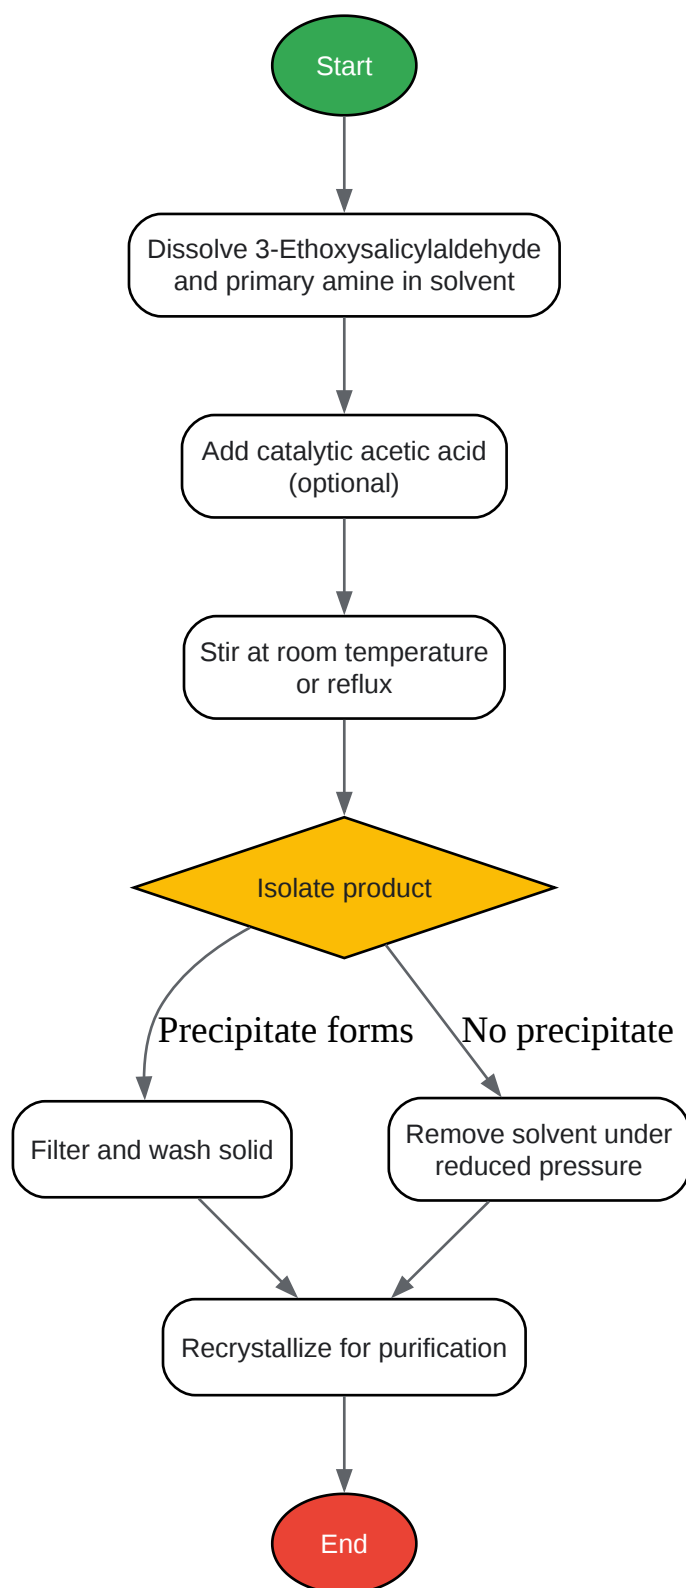 Start
Dissolve 3-Ethoxysalicylaldehyde
and primary amine in solvent
Add catalytic acetic acid
(optional)
Stir at room temperature
or reflux
Isolate product
Precipitate forms
No precipitate
Filter and wash solid
Remove solvent under
reduced pressure
Recrystallize for purification
End